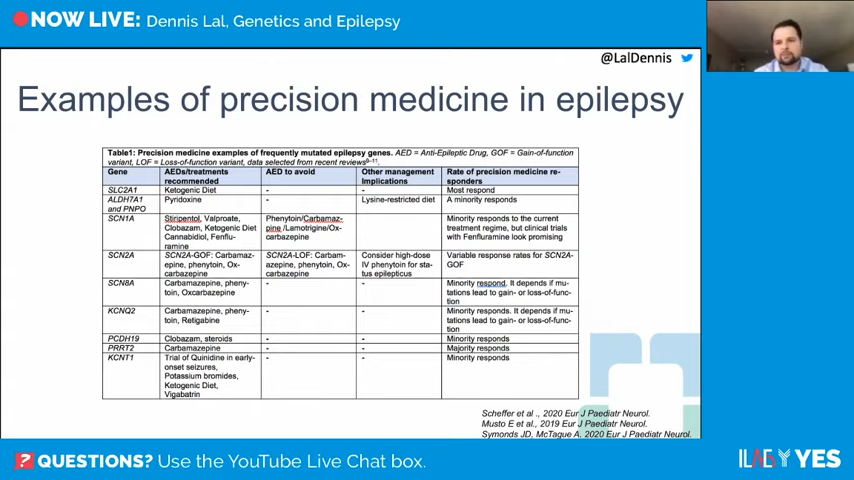 NOW LIVE: Dennis Lal, Genetics and Epilepsy
@LalDennis
Examples of precision medicine in epilepsy
Table1: Precision medicine examples of frequently mutated epilepsy genes. AED = Anti-Epileptic Drug, GOF = Gain-of-function
variant, LOF = Loss-of-function variant, data selected from recent reviews⁹⁻¹¹.
Gene
AEDs/treatments
recommended
AED to avoid
Other management
Implications
Rate of precision medicine re-
sponders
SLC2A1
Ketogenic Diet
-
-
Most respond
ALDH7A1
and PNPO
Pyridoxine
-
Lysine-restricted diet
A minority responds
SCN1A
Stiripentol, Valproate,
Clobazam, Ketogenic Diet
Cannabidiol, Fenflu-
ramine
Phenytoin/Carbamaz-
pine /Lamotrigine/Ox-
carbazepine
Minority responds to the current
treatment regime, but clinical trials
with Fenfluramine look promising
SCN2A
SCN2A-GOF: Carbamaz-
epine, phenytoin, Ox-
carbazepine
SCN2A-LOF: Carbam-
azepine, phenytoin, Ox-
carbazepine
Consider high-dose
IV phenytoin for sta-
tus epilepticus
Variable response rates for SCN2A-
GOF
SCN8A
Carbamazepine, pheny-
toin, Oxcarbazepine
-
-
Minority respond. It depends if mu-
tations lead to gain- or loss-of-func-
tion
KCNQ2
Carbamazepine, pheny-
toin, Retigabine
-
-
Minority responds. It depends if mu-
tations lead to gain- or loss-of-func-
tion
PCDH19
Clobazam, steroids
-
-
Minority responds
PRRT2
Carbamazepine
-
-
Majority responds
KCNT1
Trial of Quinidine in early-
onset seizures,
Potassium bromides,
Ketogenic Diet,
Vigabatrin
-
-
Minority responds
Scheffer et al ., 2020 Eur J Paediatr Neurol.
Musto E et al., 2019 Eur J Paediatr Neurol.
Symonds JD, McTague A. 2020 Eur J Paediatr Neurol.
? QUESTIONS? Use the YouTube Live Chat box.
ILAE YES